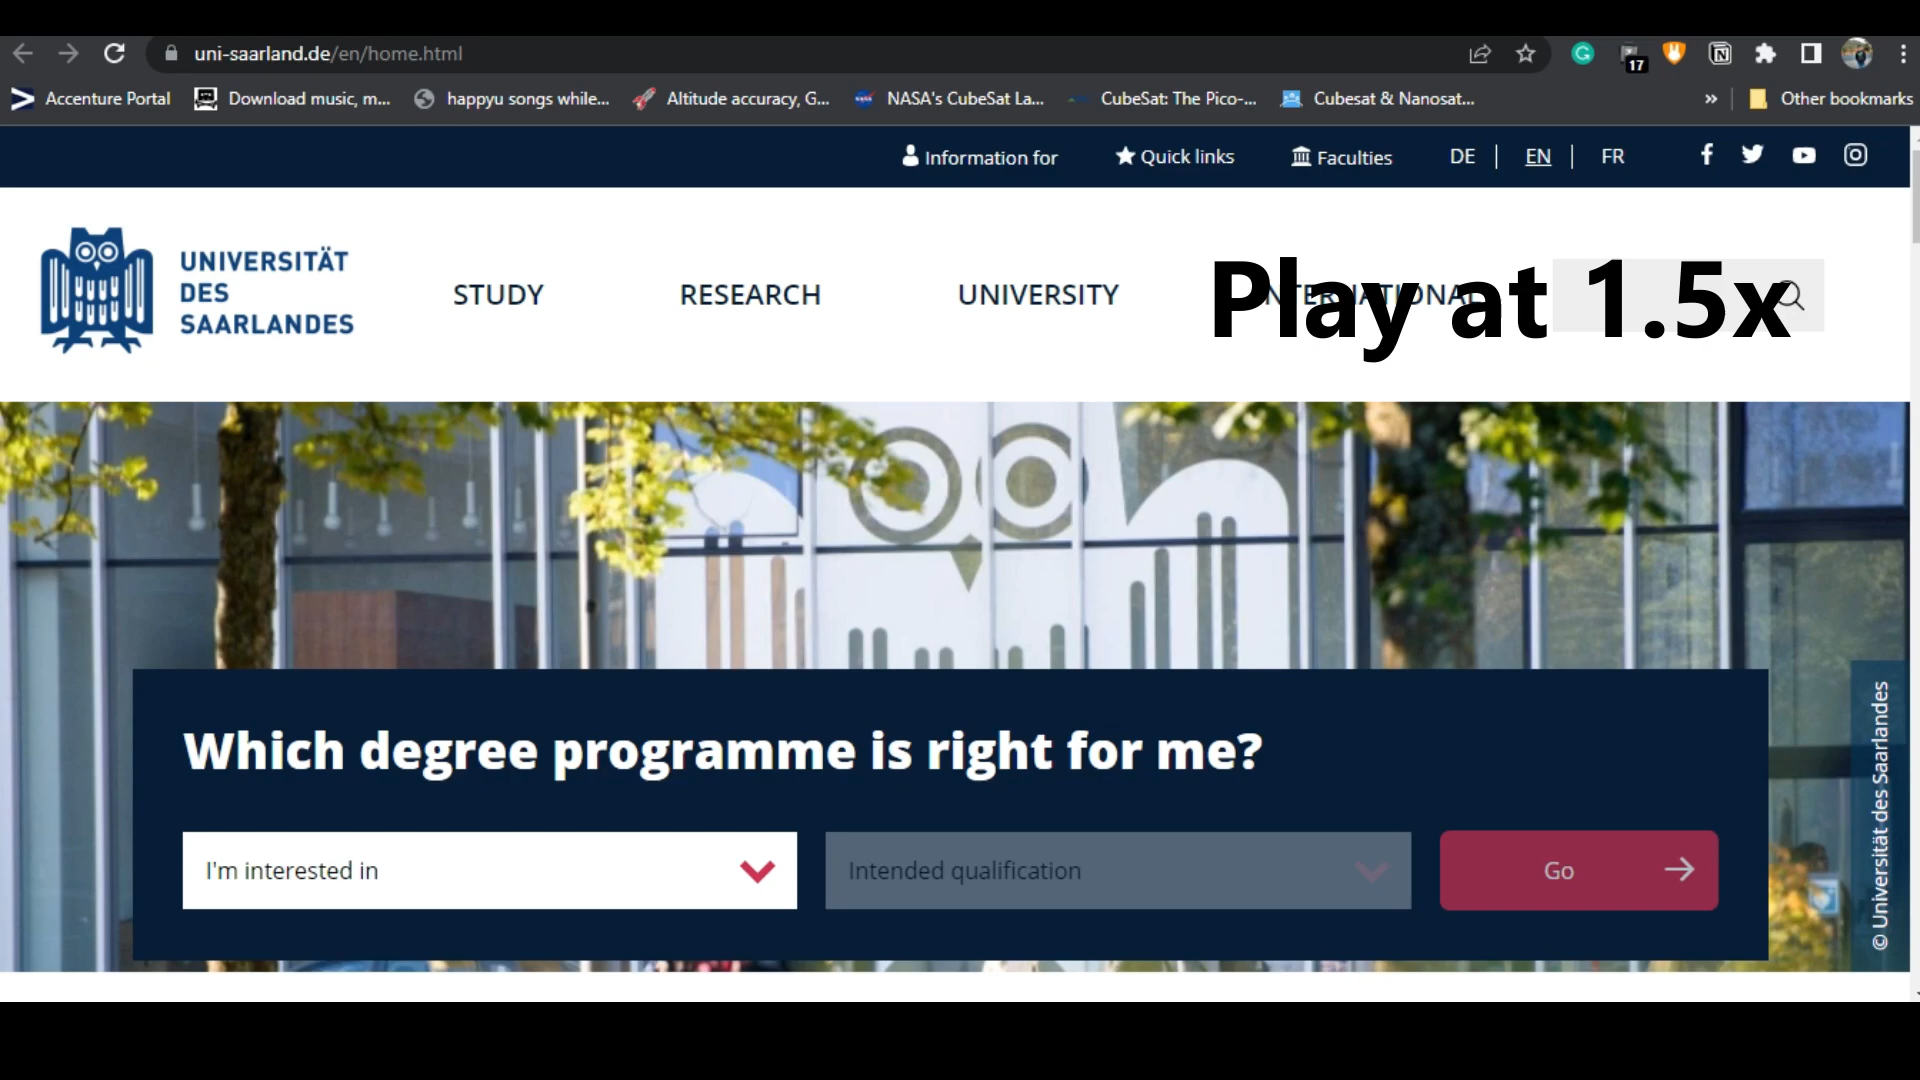 uni-saarland.de/en/home.html
17
Accenture Portal
Download music, m...
happyu songs while...
Altitude accuracy, G...
NASA's CubeSat La...
CubeSat: The Pico-...
Cubesat & Nanosat...
» Other bookmarks
Information for
Quick links
Faculties
DE | EN | FR
UNIVERSITÄT
DES
SAARLANDES
STUDY
RESEARCH
UNIVERSITY
INTERNATIONAL
Play at 1.5x
Which degree programme is right for me?
I'm interested in
Intended qualification
Go
© Universität des Saarlandes